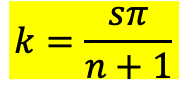 k = sπ / n + 1